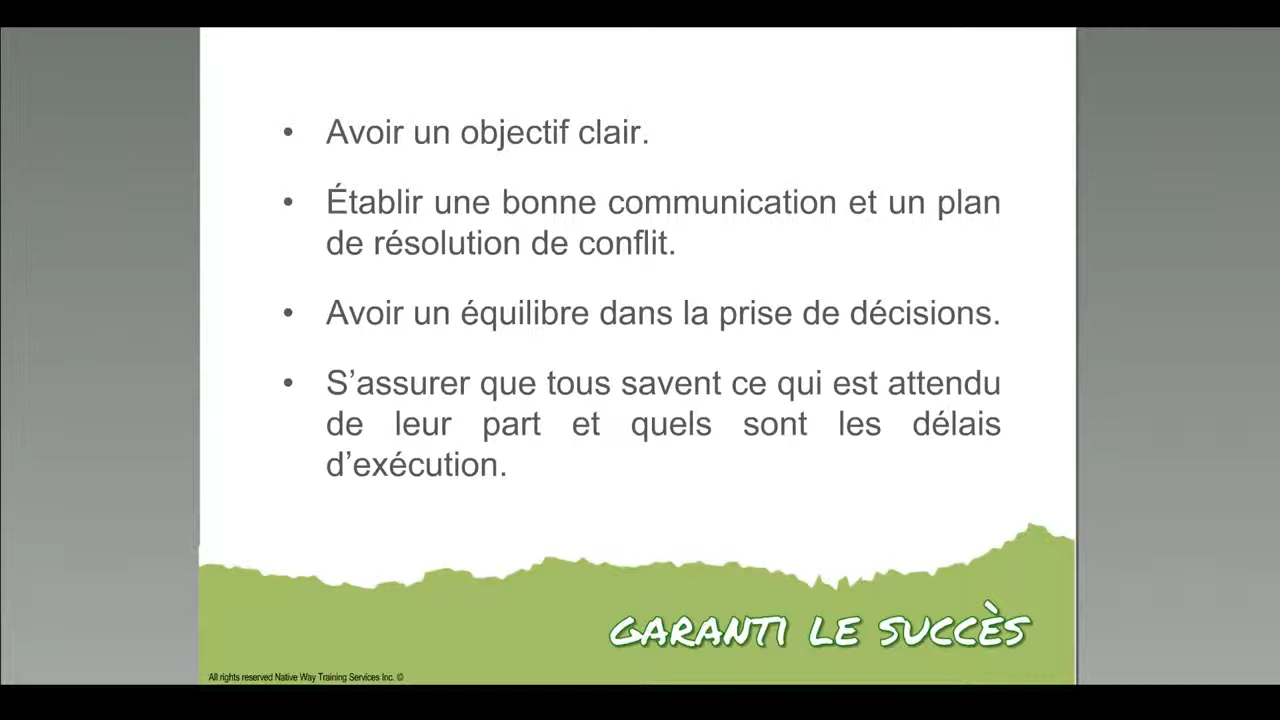 • Avoir un objectif clair.
• Établir une bonne communication et un plan
de résolution de conflit.
• Avoir un équilibre dans la prise de décisions.
• S’assurer que tous savent ce qui est attendu
de leur part et quels sont les délais
d’exécution.
GARANTI LE SUCCÈS
All rights reserved Native Way Training Services Inc. ©